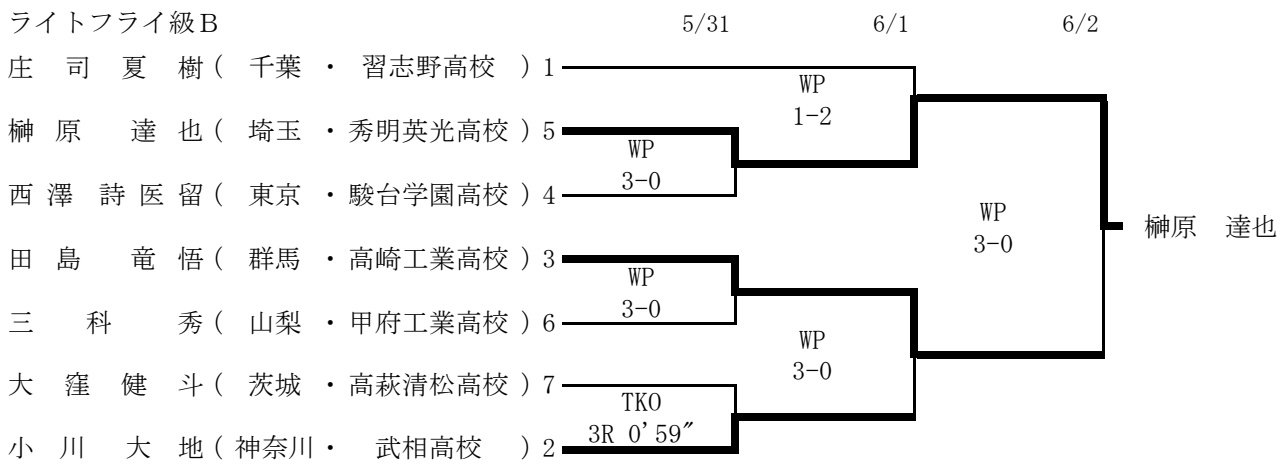 ライトフライ級B 5/31 6/1 6/2
庄司夏樹(千葉・習志野高校)1
WP
1-2
榊原達也(埼玉・秀明英光高校)5
WP
3-0
西澤詩医留(東京・駿台学園高校)4
WP
3-0
榊原 達也
田島竜悟(群馬・高崎工業高校)3
WP
3-0
三科秀(山梨・甲府工業高校)6
WP
3-0
大窪健斗(茨城・高萩清松高校)7
TKO
3R 0'59″
小川大地(神奈川・武相高校)2